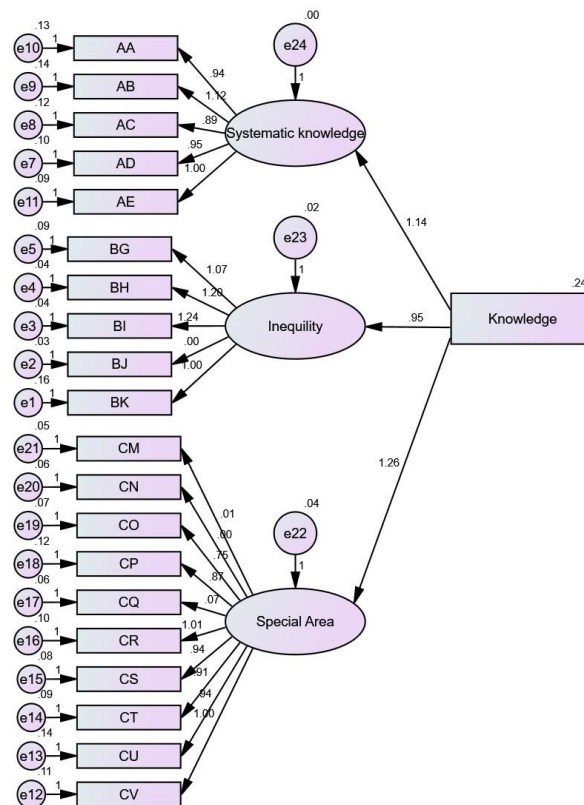 .13
e10 1 AA
.14
e9 1 AB
.12
e8 1 AC
.10
e7 1 AD
.09
e11 1 AE
.94
1.12
.89
.95
1.00
.00
e24
1
Systematic knowledge
1.14
.09
e5 1 BG
.04
e4 1 BH
.04
e3 1 BI
.03
e2 1 BJ
.16
e1 1 BK
1.07
1.20
1.24
.00
1.00
.02
e23
1
Inequility
.95
.24
Knowledge
1.26
.05
e21 1 CM
.06
e20 1 CN
.07
e19 1 CO
.12
e18 1 CP
.06
e17 1 CQ
.10
e16 1 CR
.08
e15 1 CS
.09
e14 1 CT
.14
e13 1 CU
.11
e12 1 CV
.01
.00
.75
.87
.07
1.01
.94
.91
.94
1.00
.04
e22
1
Special Area